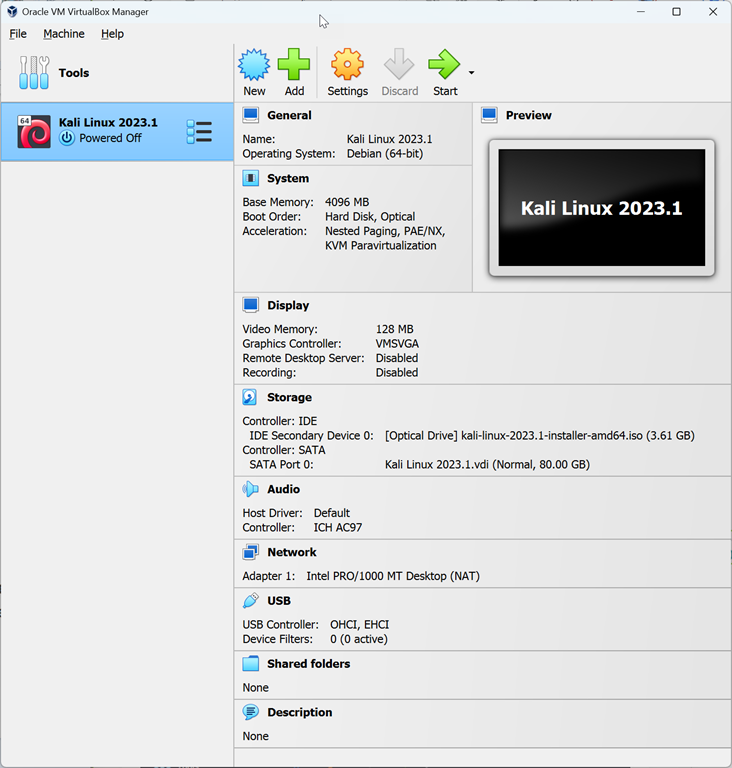 Oracle VM VirtualBox Manager
File Machine Help
Tools
New Add Settings Discard Start
64
Kali Linux 2023.1
Powered Off
General
Name: Kali Linux 2023.1
Operating System: Debian (64-bit)
System
Base Memory: 4096 MB
Boot Order: Hard Disk, Optical
Acceleration: Nested Paging, PAE/NX,
KVM Paravirtualization
Preview
Kali Linux 2023.1
Display
Video Memory: 128 MB
Graphics Controller: VMSVGA
Remote Desktop Server: Disabled
Recording: Disabled
Storage
Controller: IDE
IDE Secondary Device 0: [Optical Drive] kali-linux-2023.1-installer-amd64.iso (3.61 GB)
Controller: SATA
SATA Port 0: Kali Linux 2023.1.vdi (Normal, 80.00 GB)
Audio
Host Driver: Default
Controller: ICH AC97
Network
Adapter 1: Intel PRO/1000 MT Desktop (NAT)
USB
USB Controller: OHCI, EHCI
Device Filters: 0 (0 active)
Shared folders
None
Description
None